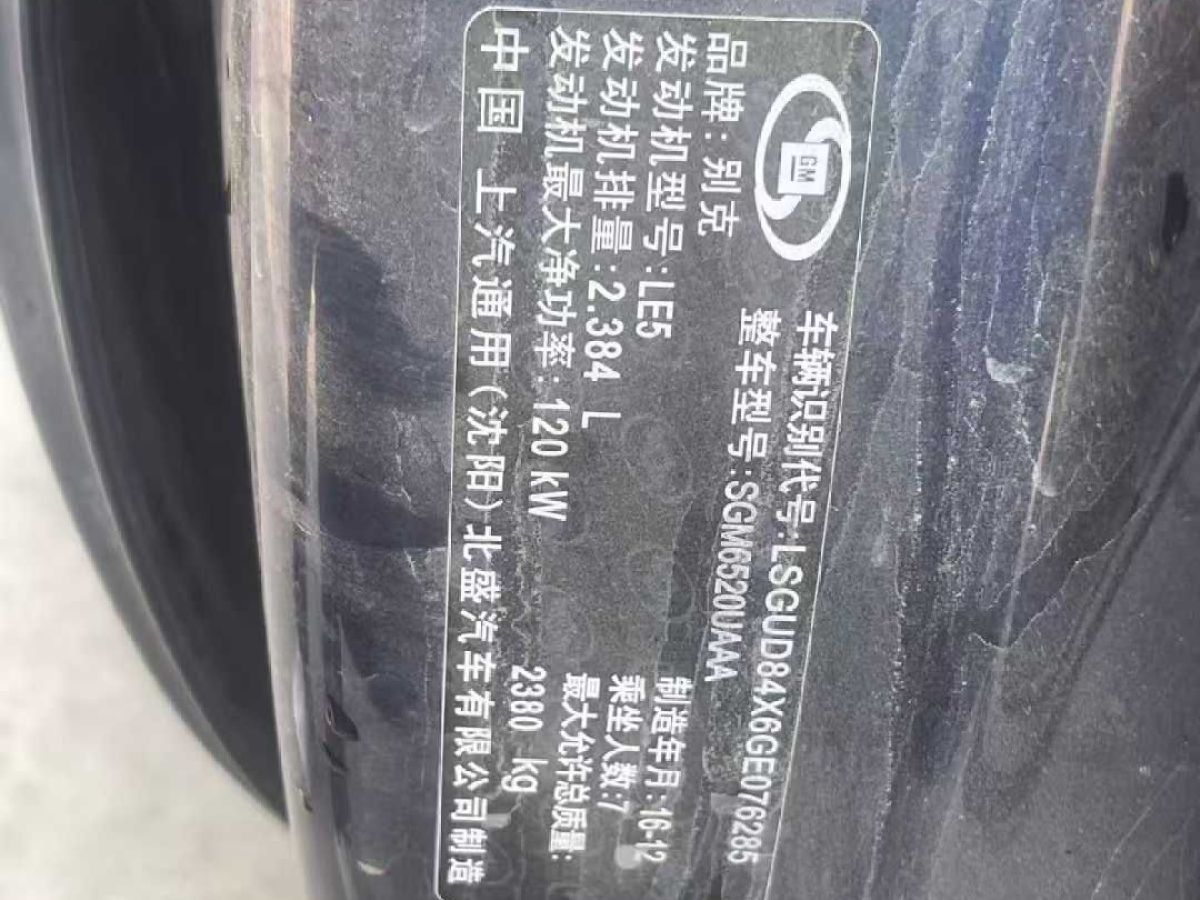 GM
车辆识别代号:LSGUD84X6GE076285
整车型号:SGM6520UAAA
品牌:别克
发动机型号:LE5
制造年月:16-12
发动机排量:2.384 L
乘坐人数:7
发动机最大净功率:120 kW
最大允许总质量:
2380 kg
中国 上汽通用(沈阳)北盛汽车有限公司制造